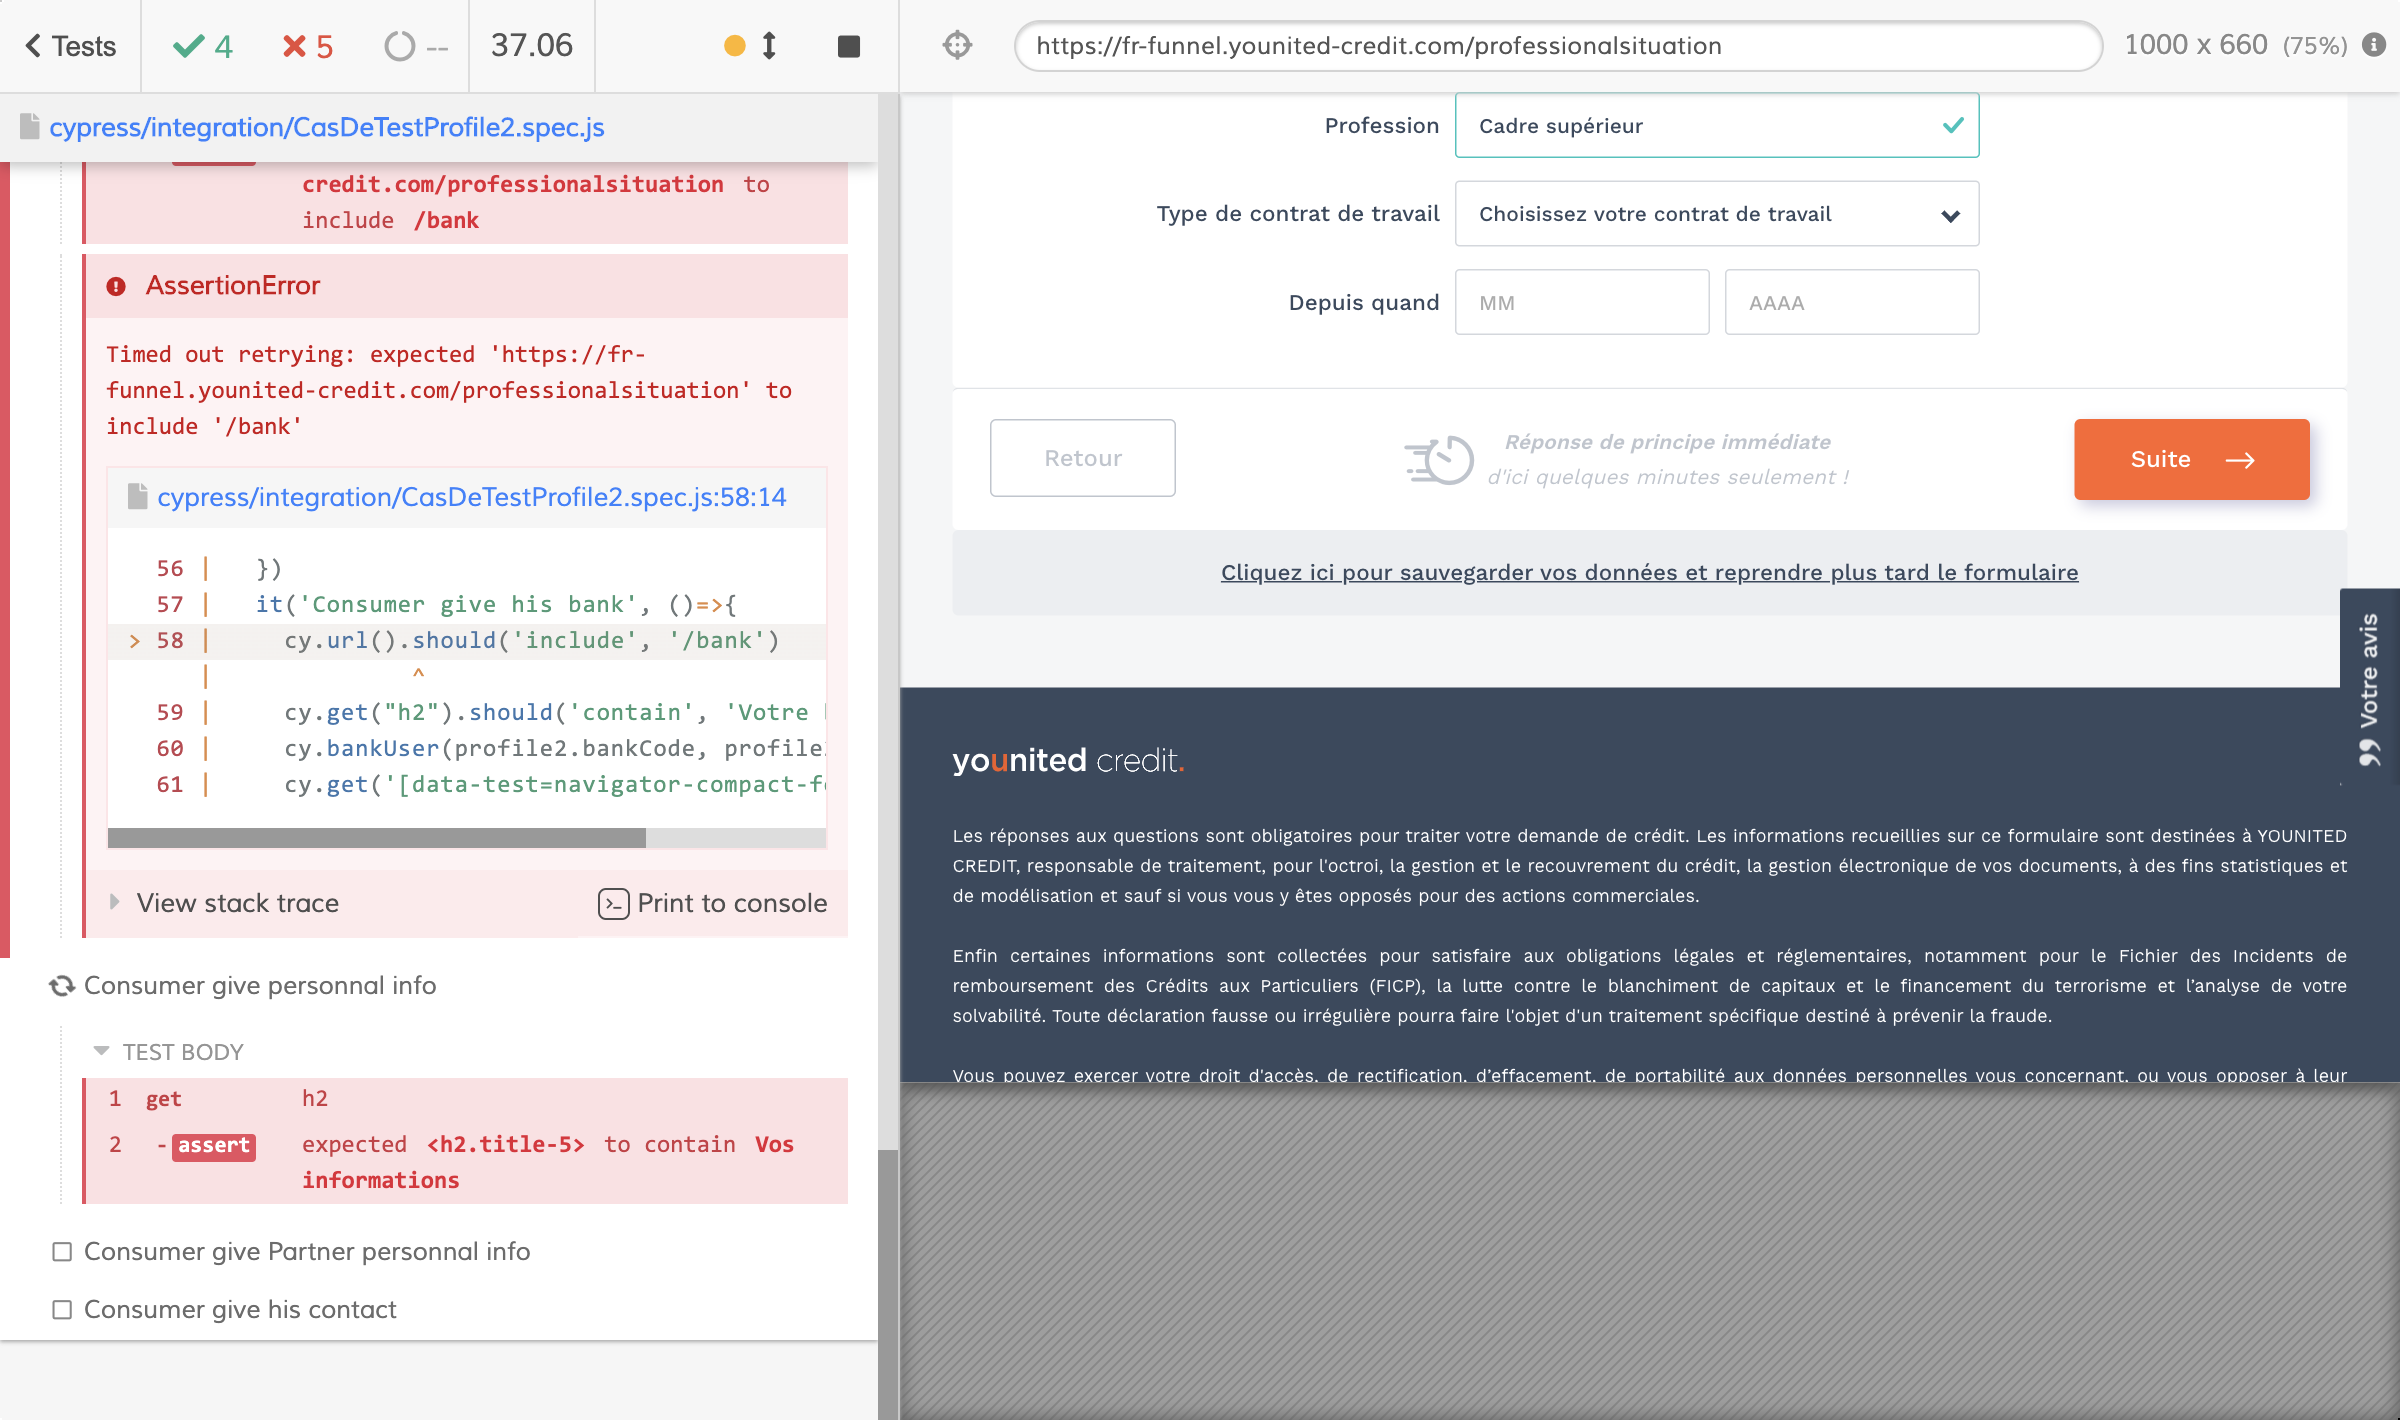 Tests
4
5
--
37.06
https://fr-funnel.younited-credit.com/professionalsituation
1000 x 660 (75%)
cypress/integration/CasDeTestProfile2.spec.js
credit.com/professionalsituation to
include /bank
AssertionError
Timed out retrying: expected 'https://fr-
funnel.younited-credit.com/professionalsituation' to
include '/bank'
cypress/integration/CasDeTestProfile2.spec.js:58:14
56 | })
57 | it('Consumer give his bank', ()=>{
> 58 | cy.url().should('include', '/bank')
| ^
59 | cy.get("h2").should('contain', 'Votre
60 | cy.bankUser(profile2.bankCode, profile
61 | cy.get('[data-test=navigator-compact-f
View stack trace
Print to console
Consumer give personnal info
TEST BODY
1 get h2
2 -assert expected <h2.title-5> to contain Vos
informations
Consumer give Partner personnal info
Consumer give his contact
Profession
Cadre supérieur
Type de contrat de travail
Choisissez votre contrat de travail
Depuis quand
MM
AAAA
Retour
Réponse de principe immédiate
d'ici quelques minutes seulement !
Suite
Cliquez ici pour sauvegarder vos données et reprendre plus tard le formulaire
Votre avis
younited credit.
Les réponses aux questions sont obligatoires pour traiter votre demande de crédit. Les informations recueillies sur ce formulaire sont destinées à YOUNITED
CREDIT, responsable de traitement, pour l'octroi, la gestion et le recouvrement du crédit, la gestion électronique de vos documents, à des fins statistiques et
de modélisation et sauf si vous vous y êtes opposés pour des actions commerciales.
Enfin certaines informations sont collectées pour satisfaire aux obligations légales et réglementaires, notamment pour le Fichier des Incidents de
remboursement des Crédits aux Particuliers (FICP), la lutte contre le blanchiment de capitaux et le financement du terrorisme et l’analyse de votre
solvabilité. Toute déclaration fausse ou irrégulière pourra faire l'objet d'un traitement spécifique destiné à prévenir la fraude.
Vous pouvez exercer votre droit d'accès, de rectification, d’effacement, de portabilité aux données personnelles vous concernant, ou vous opposer à leur